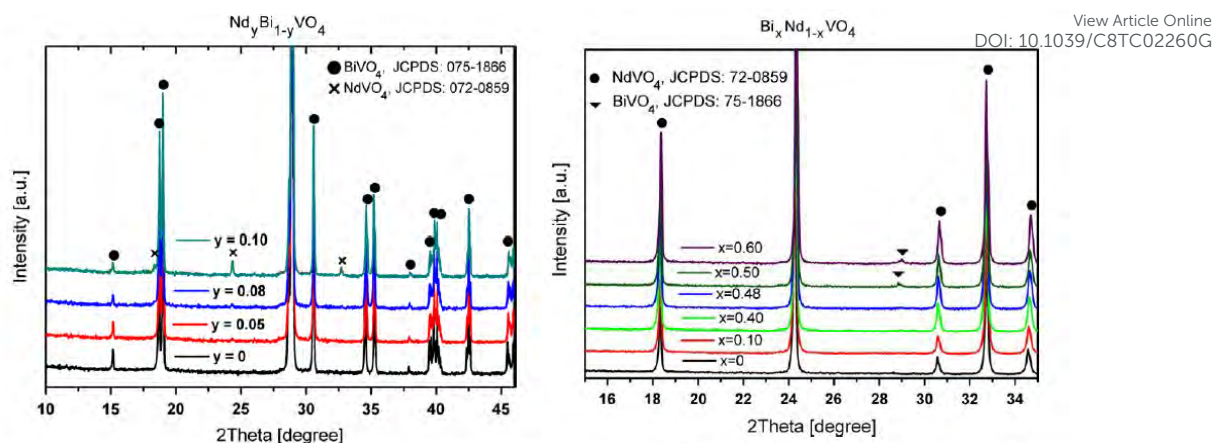 View Article Online
DOI: 10.1039/C8TC02260G
NdyBi1-yVO4
BiVO4, JCPDS: 075-1866
NdVO4, JCPDS: 072-0859
y = 0.10
y = 0.08
y = 0.05
y = 0
Intensity [a.u.]
10 15 20 25 30 35 40 45
2Theta [degree]
BixNd1-xVO4
NdVO4, JCPDS: 72-0859
BiVO4, JCPDS: 75-1866
x=0.60
x=0.50
x=0.48
x=0.40
x=0.10
x=0
Intensity [a.u.]
16 18 20 22 24 26 28 30 32 34
2Theta [degree]